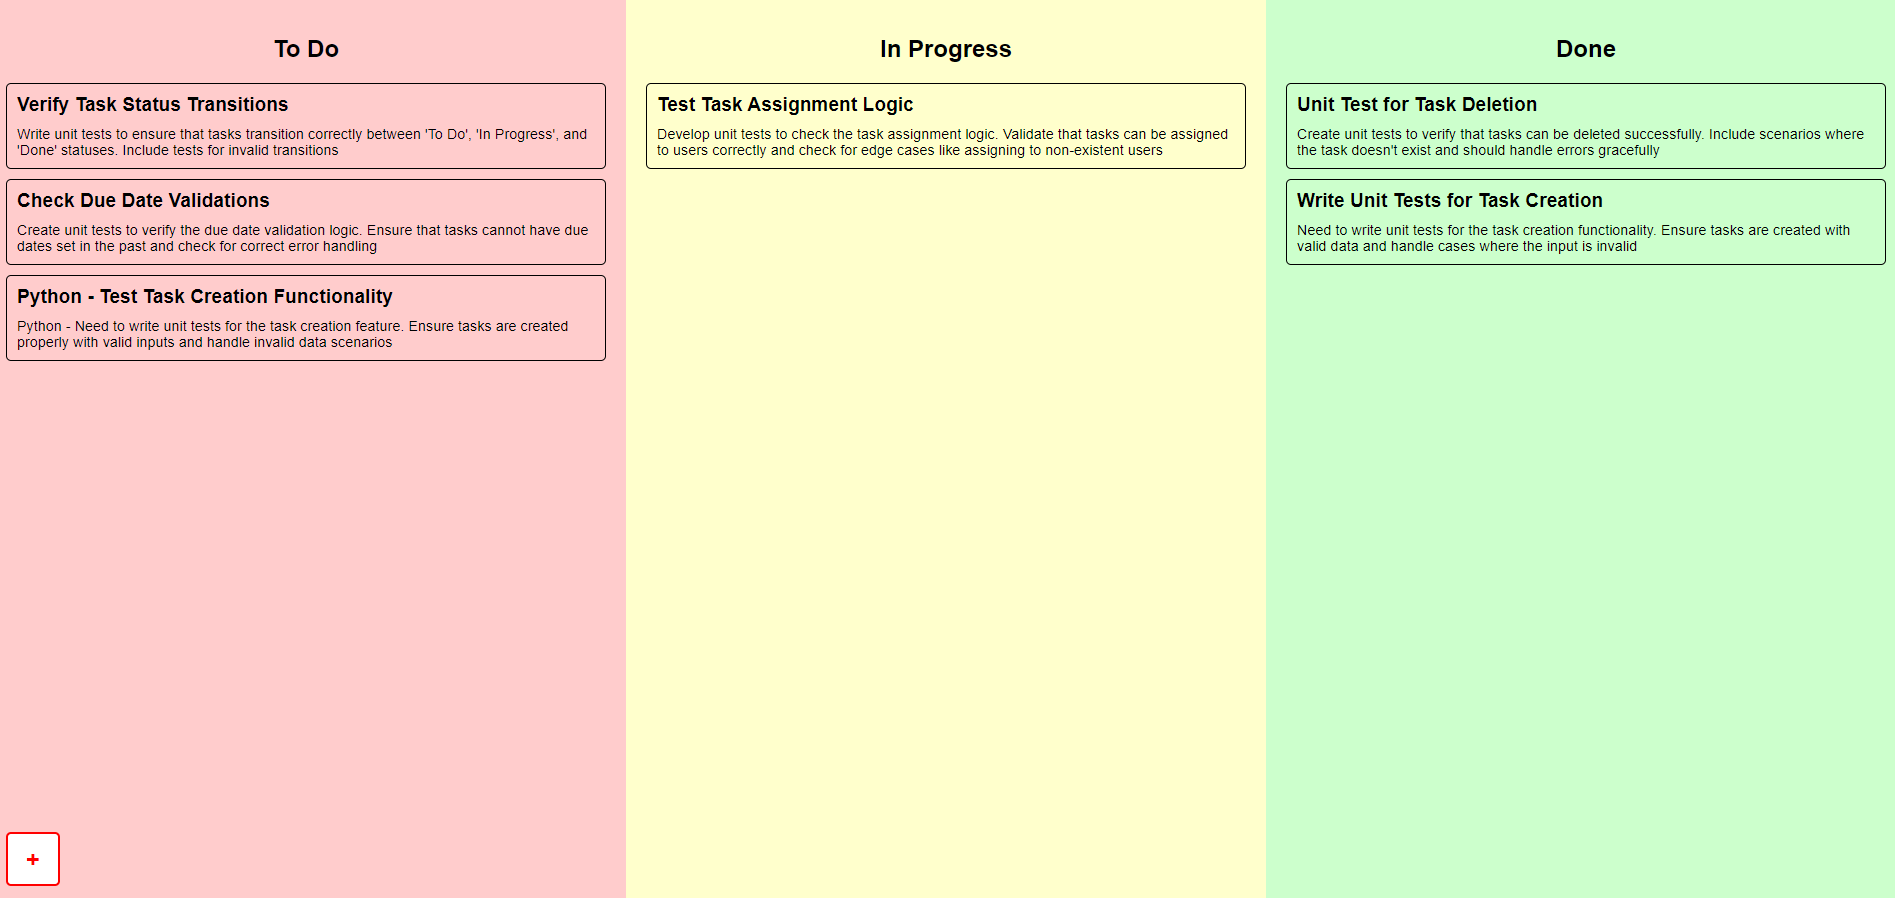 To Do
Verify Task Status Transitions
Write unit tests to ensure that tasks transition correctly between 'To Do', 'In Progress', and
'Done' statuses. Include tests for invalid transitions
Check Due Date Validations
Create unit tests to verify the due date validation logic. Ensure that tasks cannot have due
dates set in the past and check for correct error handling
Python - Test Task Creation Functionality
Python - Need to write unit tests for the task creation feature. Ensure tasks are created
properly with valid inputs and handle invalid data scenarios
+
In Progress
Test Task Assignment Logic
Develop unit tests to check the task assignment logic. Validate that tasks can be assigned
to users correctly and check for edge cases like assigning to non-existent users
Done
Unit Test for Task Deletion
Create unit tests to verify that tasks can be deleted successfully. Include scenarios where
the task doesn't exist and should handle errors gracefully
Write Unit Tests for Task Creation
Need to write unit tests for the task creation functionality. Ensure tasks are created with
valid data and handle cases where the input is invalid